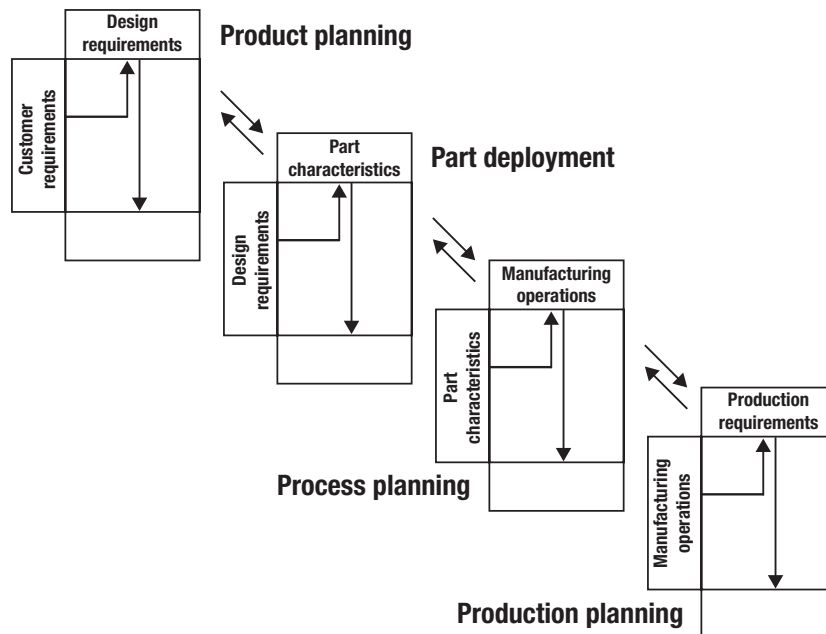 Design
requirements
Product planning
Customer
requirements
Part
characteristics
Part deployment
Design
requirements
Manufacturing
operations
Part
characteristics
Process planning
Production
requirements
Manufacturing
operations
Production planning